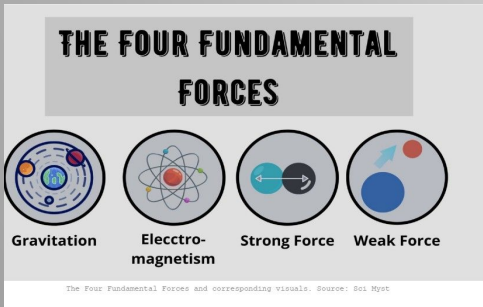 THE FOUR FUNDAMENTAL
FORCES
Gravitation
Elecctro-
magnetism
Strong Force
Weak Force
The Four Fundamental Forces and corresponding visuals. Source: Sci Myst